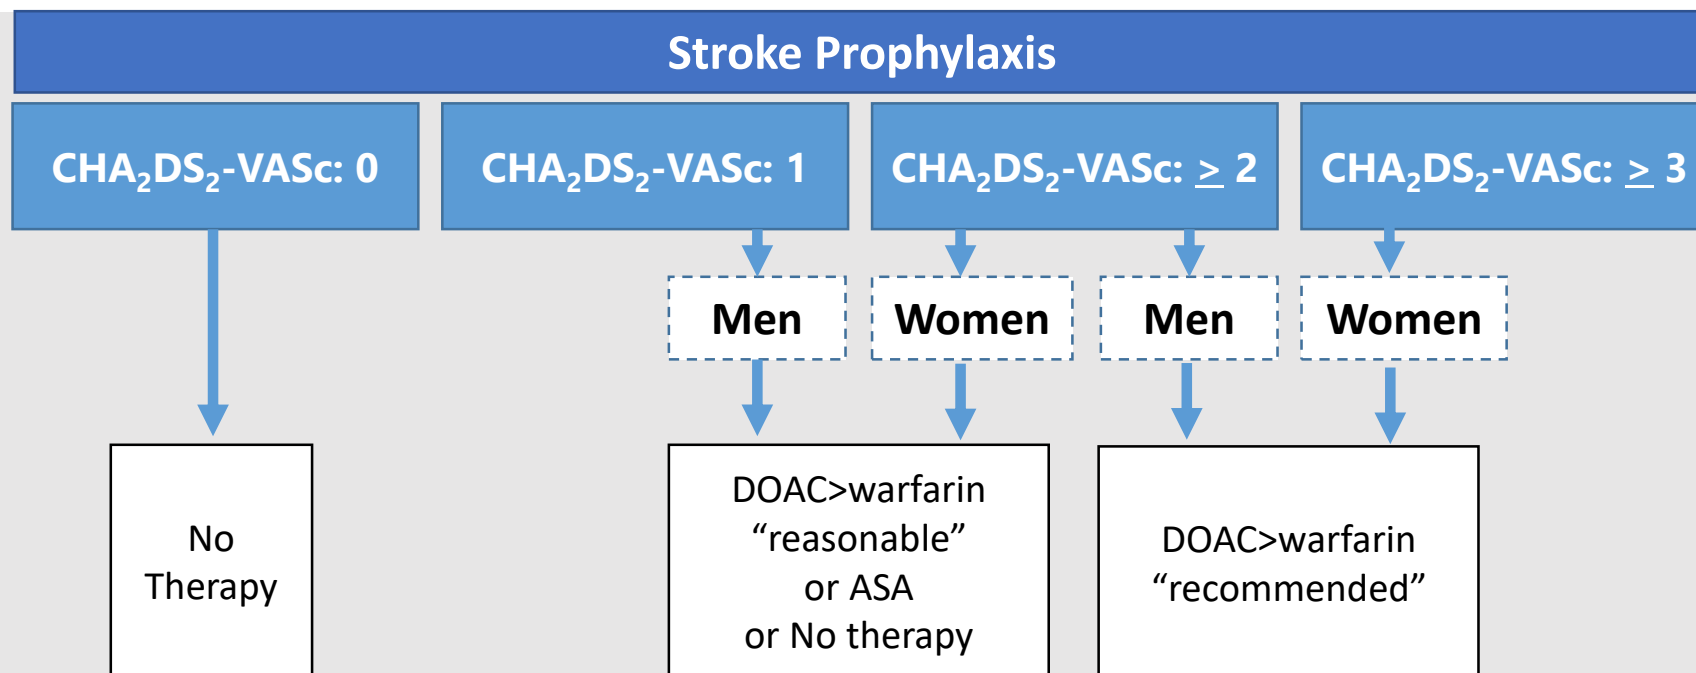 Stroke Prophylaxis
CHA₂DS₂-VASc: 0
CHA₂DS₂-VASc: 1
CHA₂DS₂-VASc: ≥ 2
CHA₂DS₂-VASc: ≥ 3
Men
Women
Men
Women
No
Therapy
DOAC>warfarin
“reasonable”
or ASA
or No therapy
DOAC>warfarin
“recommended”